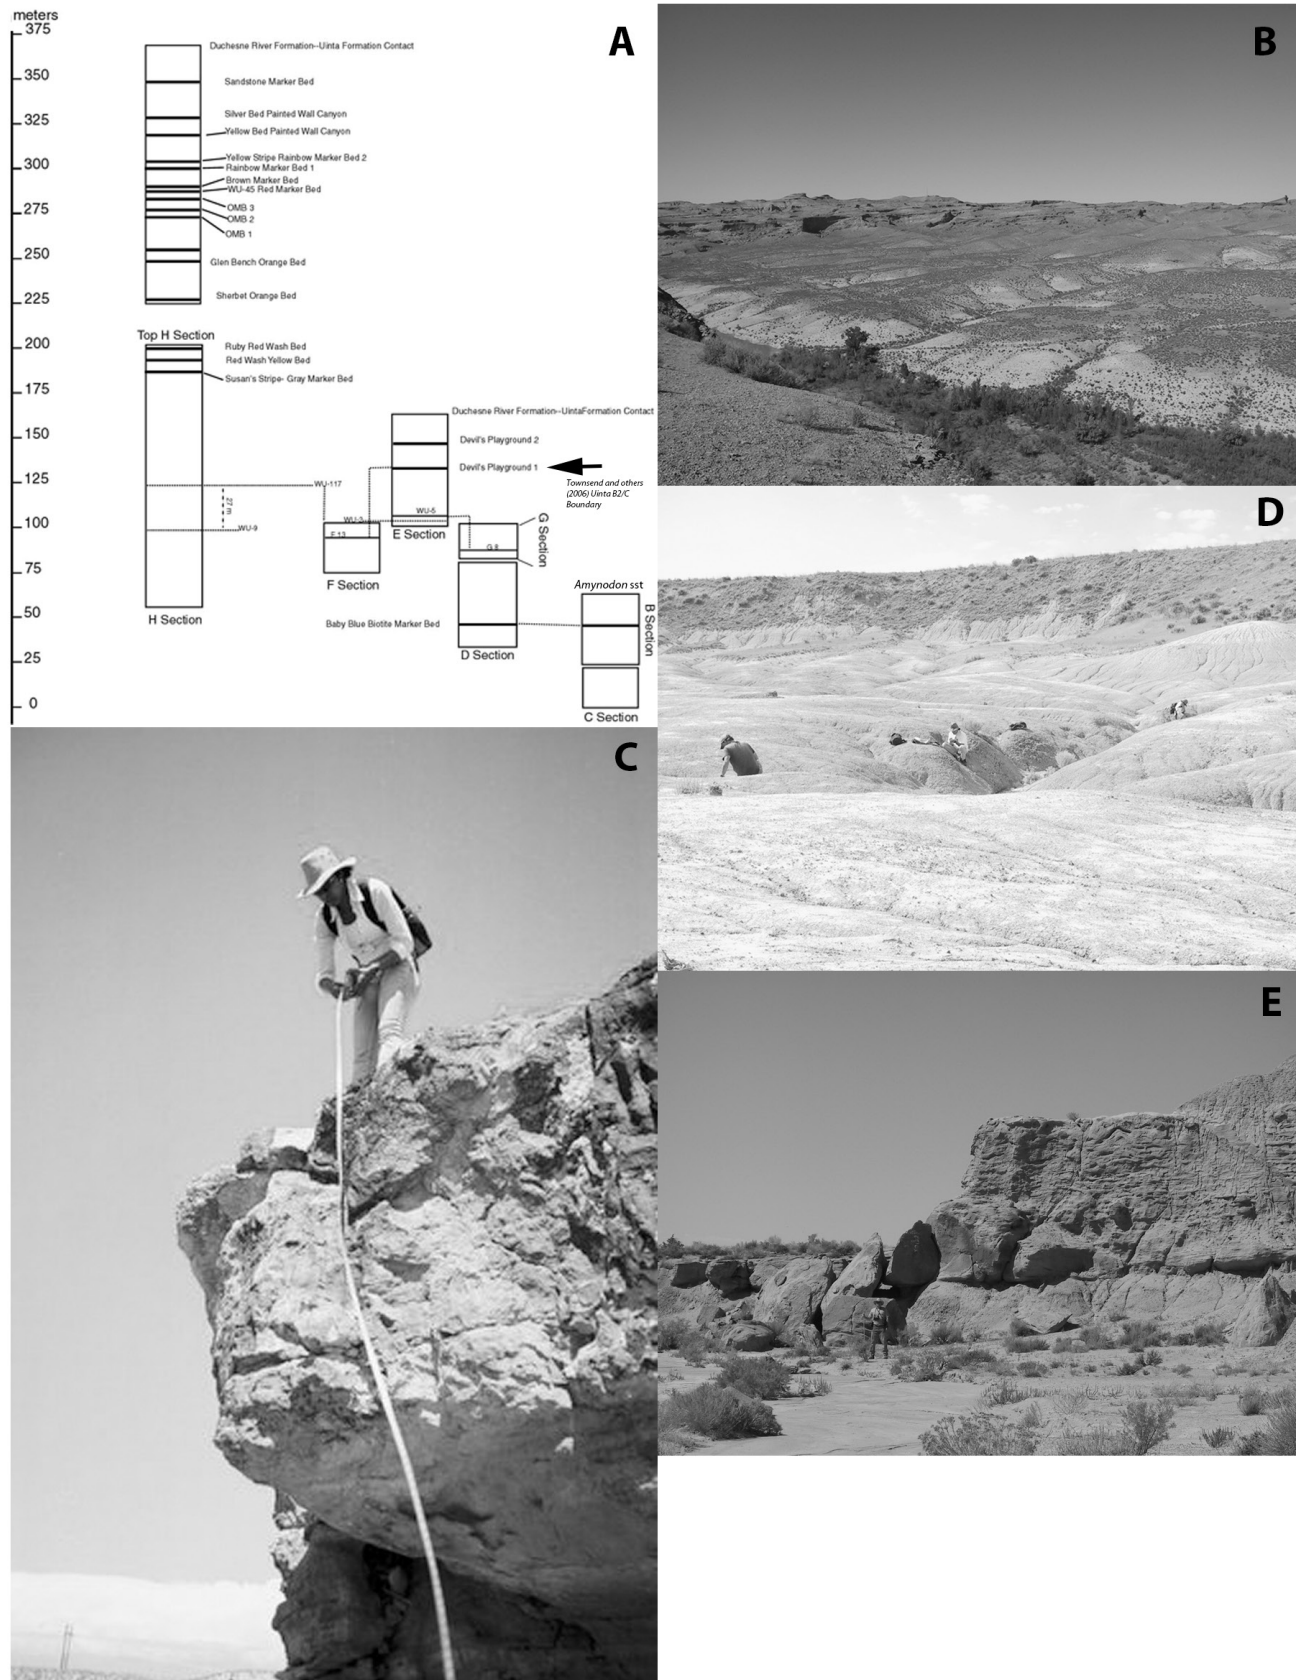 meters
375
350
325
300
275
250
225
200
175
150
125
100
75
50
25
0
A
Duchesne River Formation--Uinta Formation Contact
Sandstone Marker Bed
Silver Bed Painted Wall Canyon
Yellow Bed Painted Wall Canyon
Yellow Stripe Rainbow Marker Bed 2
Rainbow Marker Bed 1
Brown Marker Bed
WU-45 Red Marker Bed
OMB 3
OMB 2
OMB 1
Glen Bench Orange Bed
Sherbet Orange Bed
Top H Section
Ruby Red Wash Bed
Red Wash Yellow Bed
Susan's Stripe- Gray Marker Bed
WU-117
27 m
WU-9
H Section
WU-3
F 13
F Section
Duchesne River Formation--UintaFormation Contact
Devil's Playground 2
Devil's Playground 1
Townsend and others
(2006) Uinta B2/C
Boundary
WU-5
E Section
G 8
G Section
Baby Blue Biotite Marker Bed
D Section
Amynodon sst
B Section
C Section
B
C
D
E